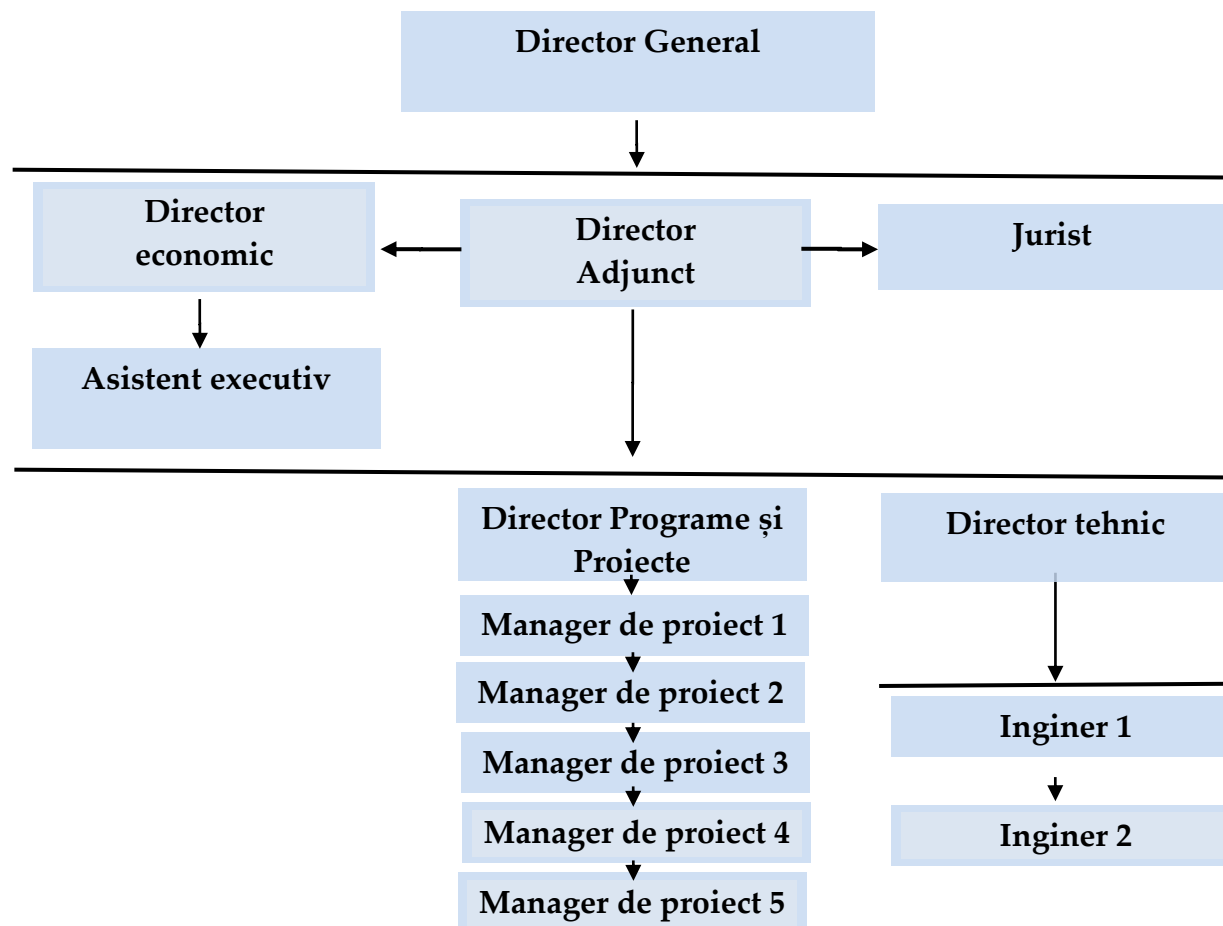 Director General
Director
economic
Director
Adjunct
Jurist
Asistent executiv
Director Programe și
Proiecte
Director tehnic
Manager de proiect 1
Manager de proiect 2
Manager de proiect 3
Manager de proiect 4
Manager de proiect 5
Inginer 1
Inginer 2